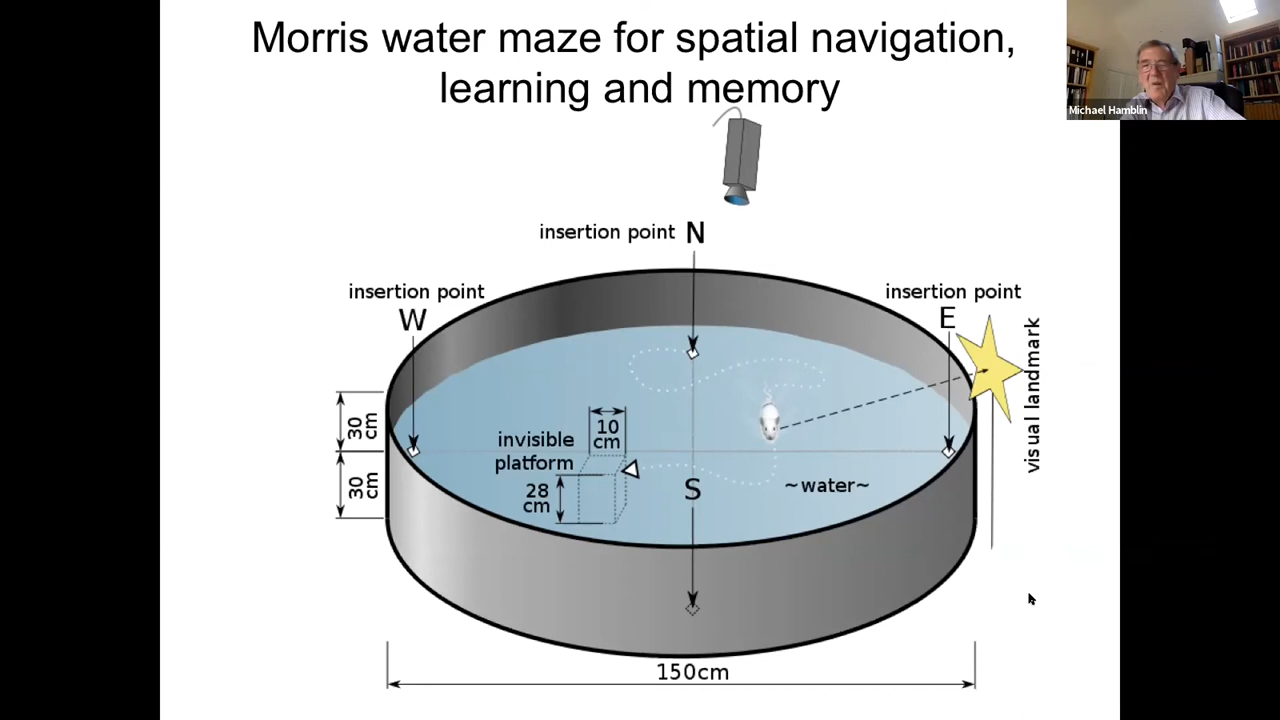 Morris water maze for spatial navigation,
learning and memory
Michael Hamblin
insertion point N
insertion point
W
insertion point
E
visual landmark
30
cm
30
cm
invisible
platform
10
cm
28
cm
S
~water~
150cm